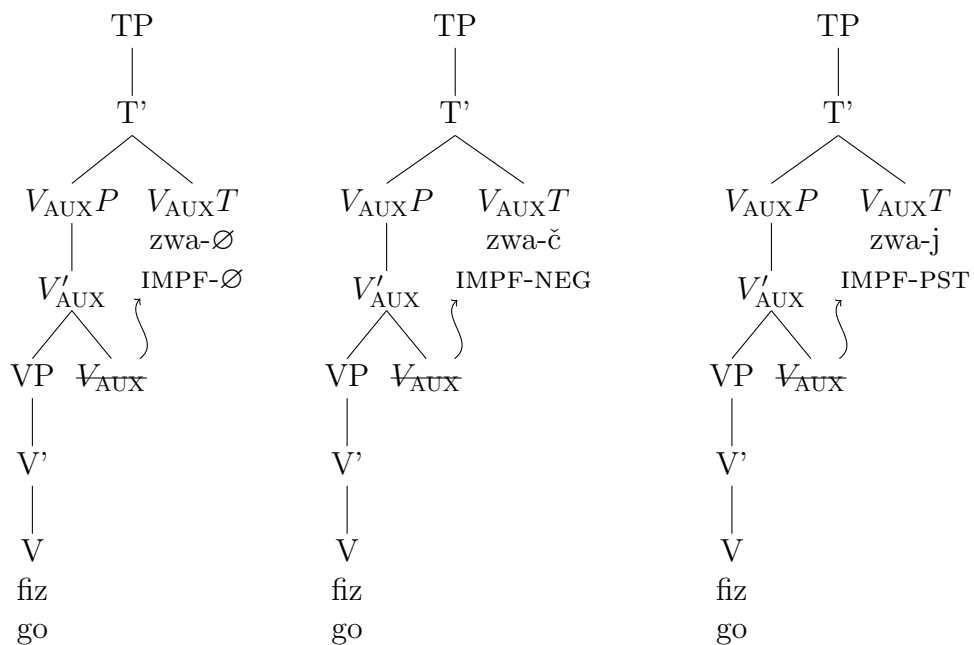 TP TP TP
T’ T’ T’
V_AUX P V_AUX T V_AUX P V_AUX T V_AUX P V_AUX T
zwa-∅ zwa-č zwa-j
V′_AUX IMPF-∅ V′_AUX IMPF-NEG V′_AUX IMPF-PST
VP V_AUX VP V_AUX VP V_AUX
V’ V’ V’
V V V
fiz fiz fiz
go go go